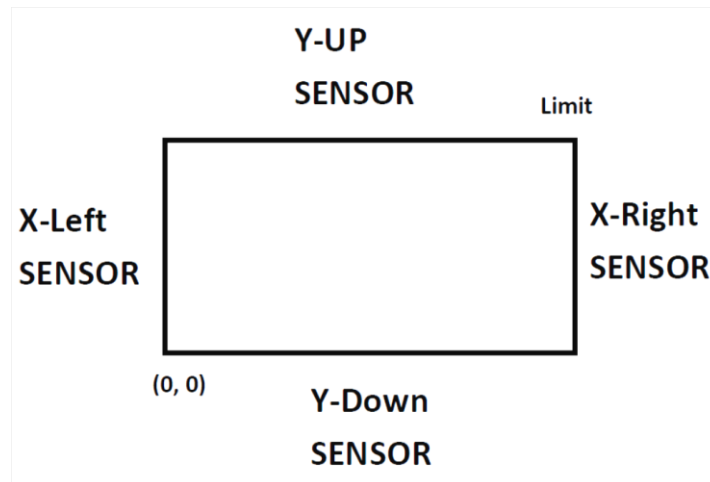 Y-UP
SENSOR
Limit
X-Left
SENSOR
X-Right
SENSOR
(0, 0)
Y-Down
SENSOR